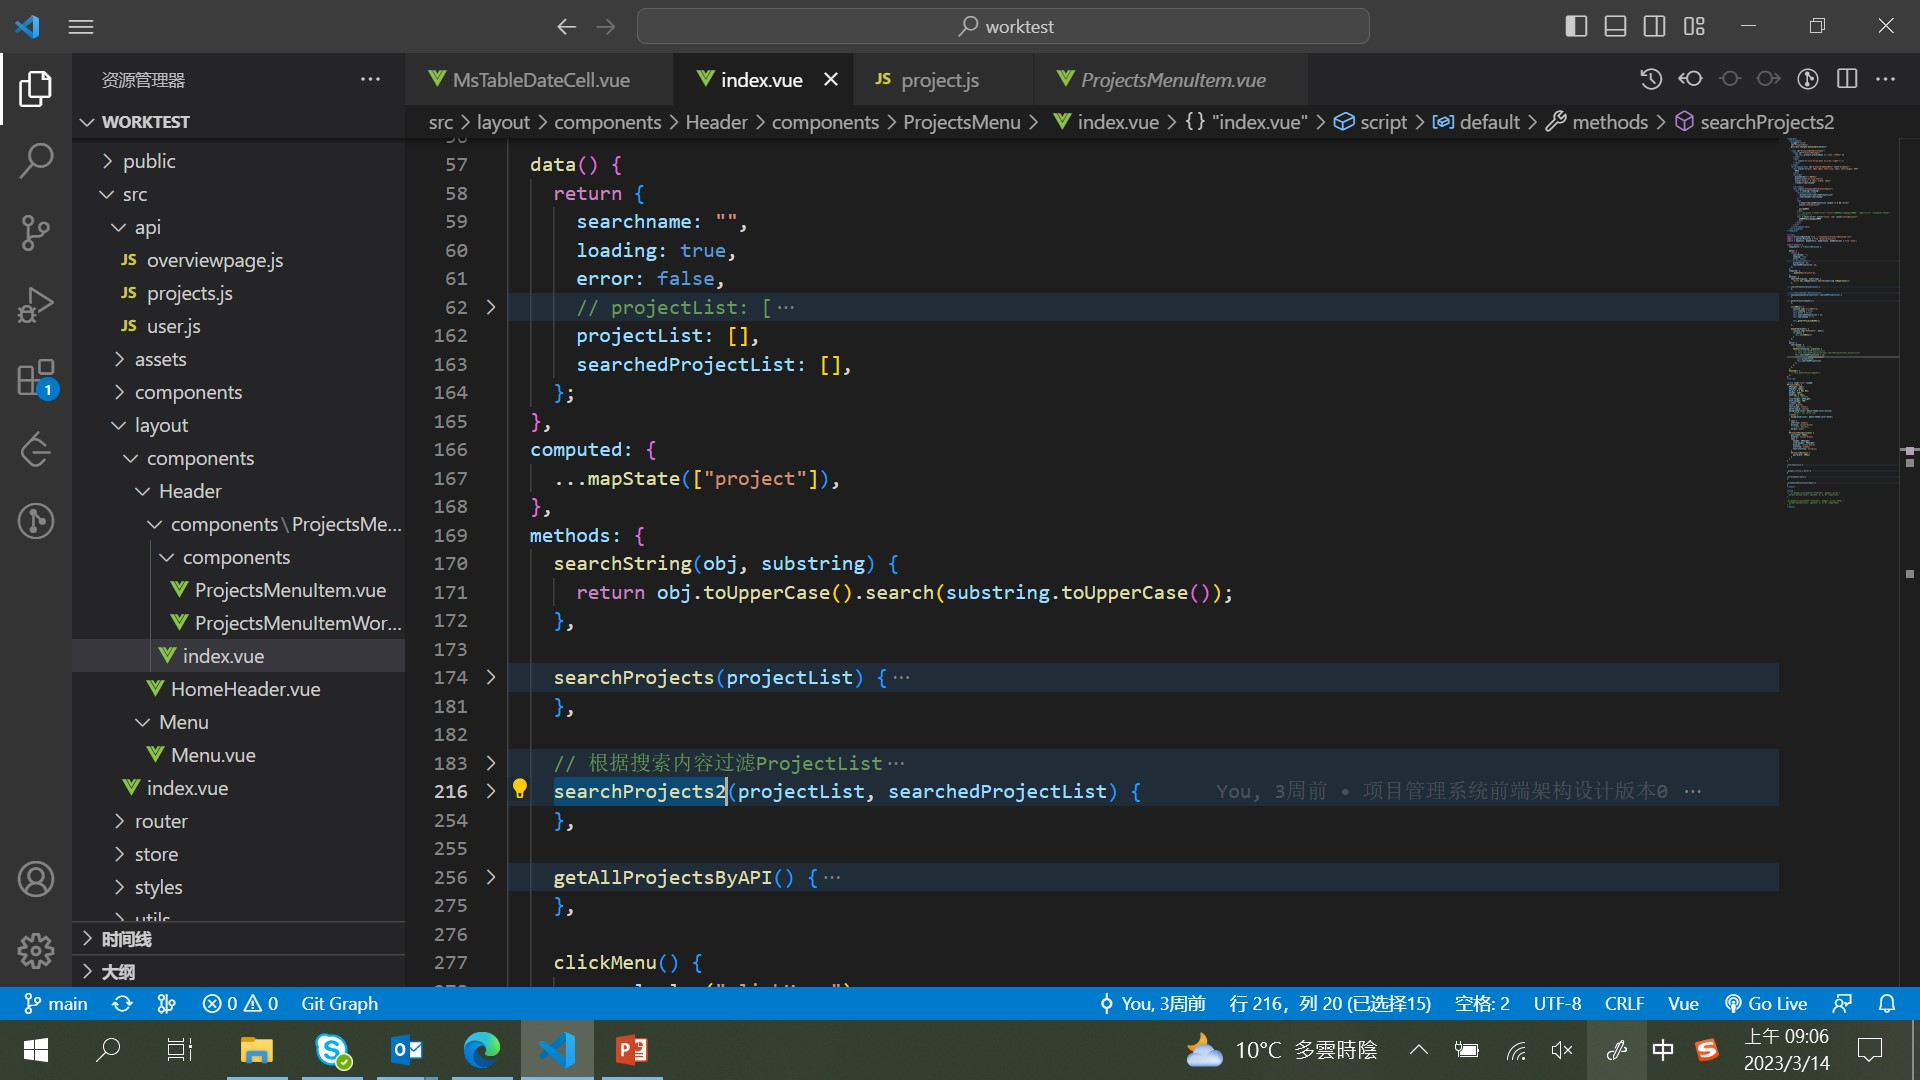 worktest
资源管理器
MsTableDateCell.vue
index.vue
JS project.js
ProjectsMenuItem.vue
WORKTEST
src > layout > components > Header > components > ProjectsMenu > index.vue > {} "index.vue" > script > default > methods > searchProjects2
public
src
api
JS overviewpage.js
JS projects.js
JS user.js
assets
components
layout
components
Header
components\ProjectsMe...
components
ProjectsMenuItem.vue
ProjectsMenuItemWor...
index.vue
HomeHeader.vue
Menu
Menu.vue
index.vue
router
store
styles
utils
时间线
大纲
57 data() {
58 return {
59 searchname: "",
60 loading: true,
61 error: false,
62 // projectList: [ ···
162 projectList: [],
163 searchedProjectList: [],
164 };
165 },
166 computed: {
167 ...mapState(["project"]),
168 },
169 methods: {
170 searchString(obj, substring) {
171 return obj.toUpperCase().search(substring.toUpperCase());
172 },
173
174 searchProjects(projectList) { ···
181 },
182
183 // 根据搜索内容过滤ProjectList ···
216 searchProjects2(projectList, searchedProjectList) { You, 3周前 • 项目管理系统前端架构设计版本0 ···
254 },
255
256 getAllProjectsByAPI() { ···
275 },
276
277 clickMenu() {
1
main
0 0
Git Graph
You, 3周前
行 216，列 20 (已选择15)
空格: 2
UTF-8
CRLF
Vue
Go Live
10°C 多雲時陰
中
上午 09:06
2023/3/14